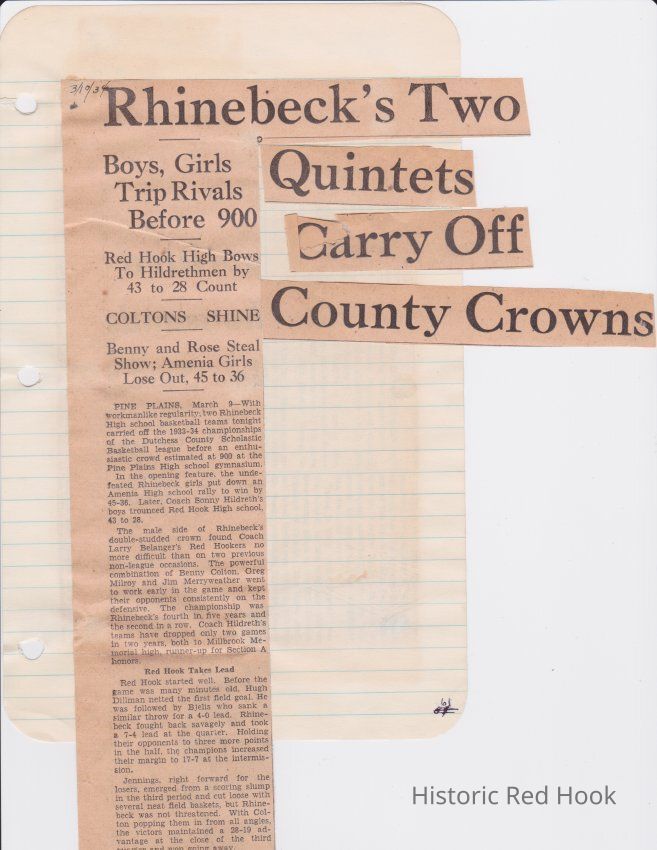 3/10/34
Rhinebeck's Two
Quintets
Carry Off
County Crowns
Boys, Girls
Trip Rivals
Before 900
Red Hook High Bows
To Hildrethmen by
43 to 28 Count
COLTONS SHINE
Benny and Rose Steal
Show; Amenia Girls
Lose Out, 45 to 36
PINE PLAINS, March 9—With
workmanlike regularity, two Rhinebeck
High school basketball teams tonight
carried off the 1933-34 championships
of the Dutchess County Scholastic
Basketball league before an enthu-
siastic crowd estimated at 900 at the
Pine Plains High school gymnasium.
In the opening feature, the unde-
feated Rhinebeck girls put down an
Amenia High school rally to win by
45-36. Later, Coach Sonny Hildreth's
boys trounced Red Hook High school,
43 to 28.
The male side of Rhinebeck's
double-studded crown found Coach
Larry Belanger's Red Hookers no
more difficult than on two previous
non-league occasions. The powerful
combination of Benny Colton, Greg
Milroy and Jim Merryweather went
to work early in the game and kept
their opponents consistently on the
defensive. The championship was
Rhinebeck's fourth in five years and
the second in a row. Coach Hildreth's
teams have dropped only two games
in two years, both to Millbrook Me-
morial high, runner-up for Section A
honors.
Red Hook Takes Lead
Red Hook started well. Before the
game was many minutes old, Hugh
Dillman netted the first field goal. He
was followed by Bjelis who sank a
similar throw for a 4-0 lead. Rhine-
beck fought back savagely and took
a 7-4 lead at the quarter. Holding
their opponents to three more points
in the half, the champions increased
their margin to 17-7 at the intermis-
sion.
Jennings, right forward for the
losers, emerged from a scoring slump
in the third period and cut loose with
several neat field baskets, but Rhine-
beck was not threatened. With Col-
ton popping them in from all angles,
the victors maintained a 28-19 ad-
vantage at the close of the third
quarter and won going away.
Historic Red Hook